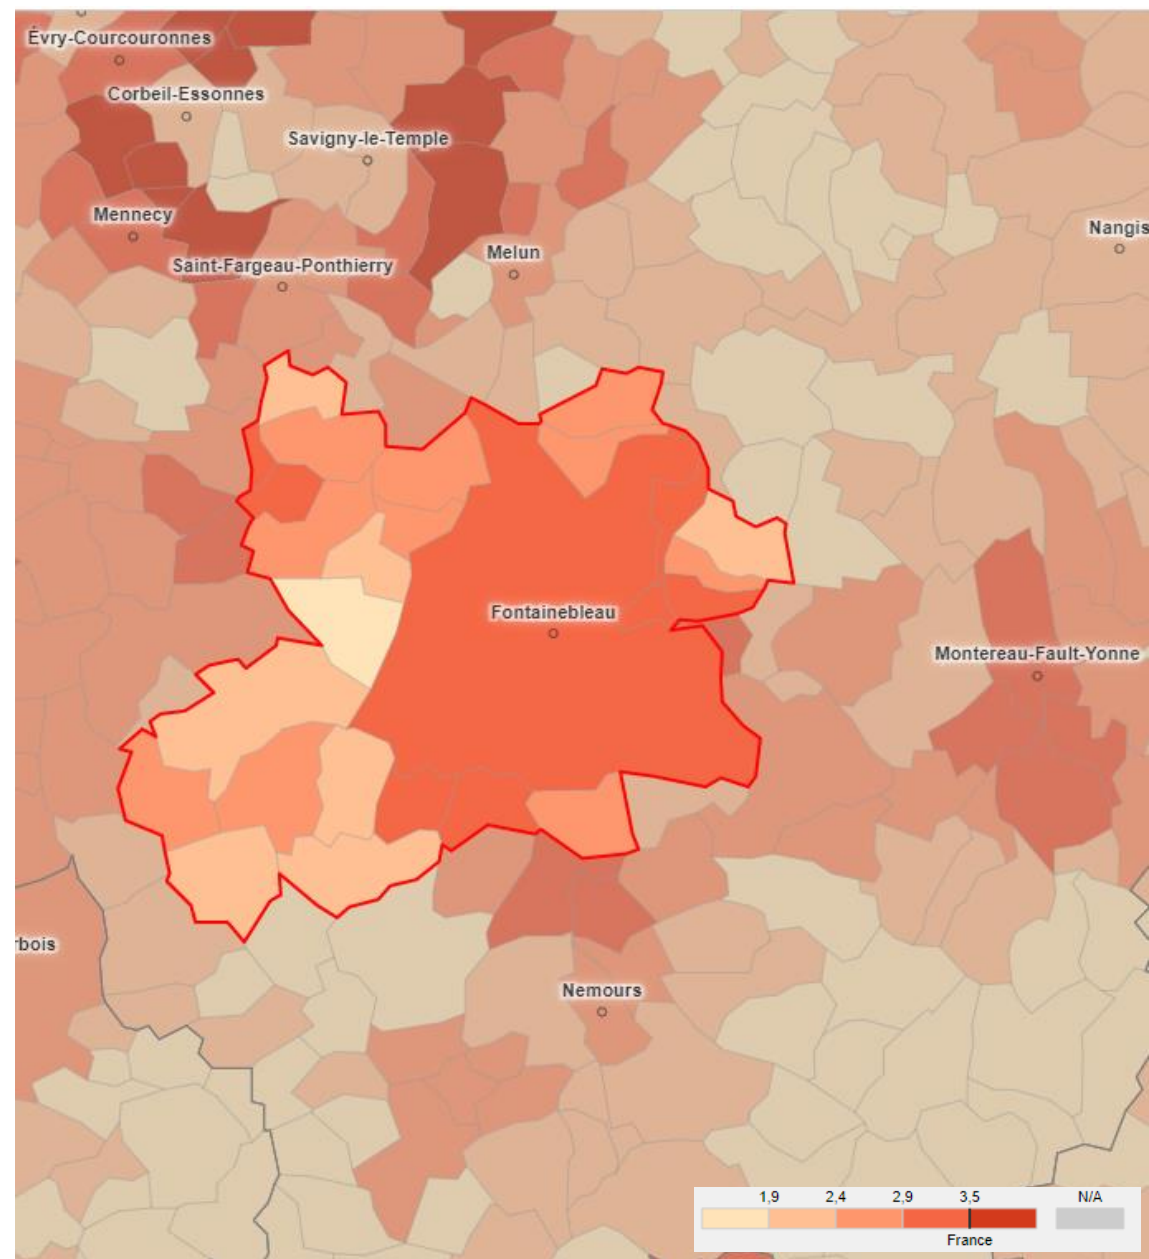 Évry-Courcouronnes
Corbeil-Essonnes
Savigny-le-Temple
Mennecy
Nangis
Melun
Saint-Fargeau-Ponthierry
Fontainebleau
Montereau-Fault-Yonne
rbois
Nemours
1,9 2,4 2,9 3,5 N/A
France